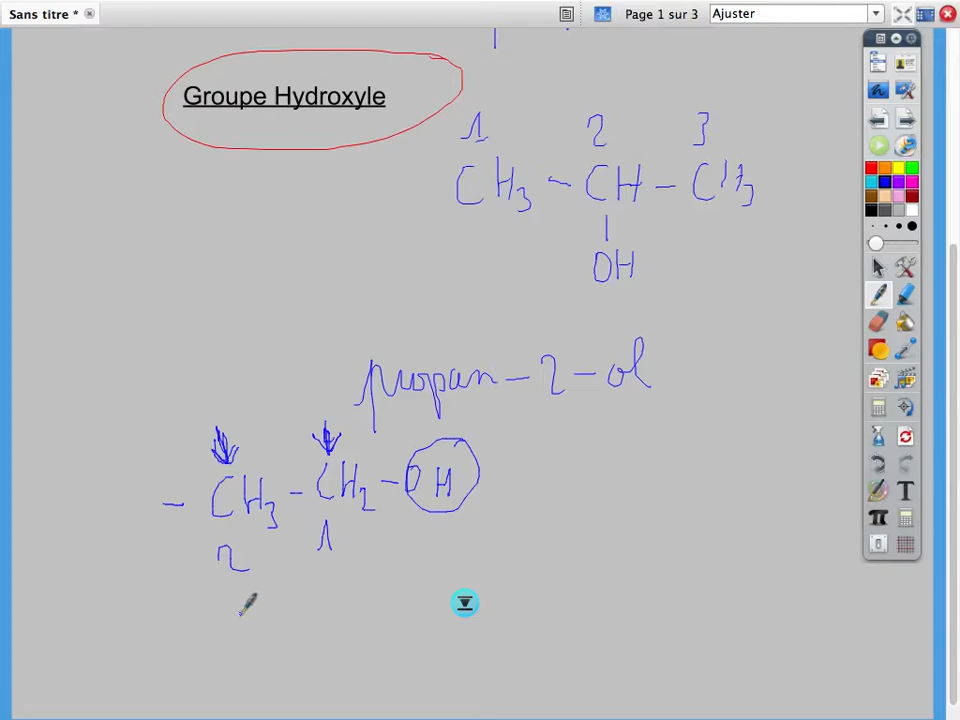 Sans titre *
Page 1 sur 3
Ajuster
Groupe Hydroxyle
1 2 3
CH3 - CH - CH3
OH
propan-2-ol
- CH3 - CH2 - OH
2 1